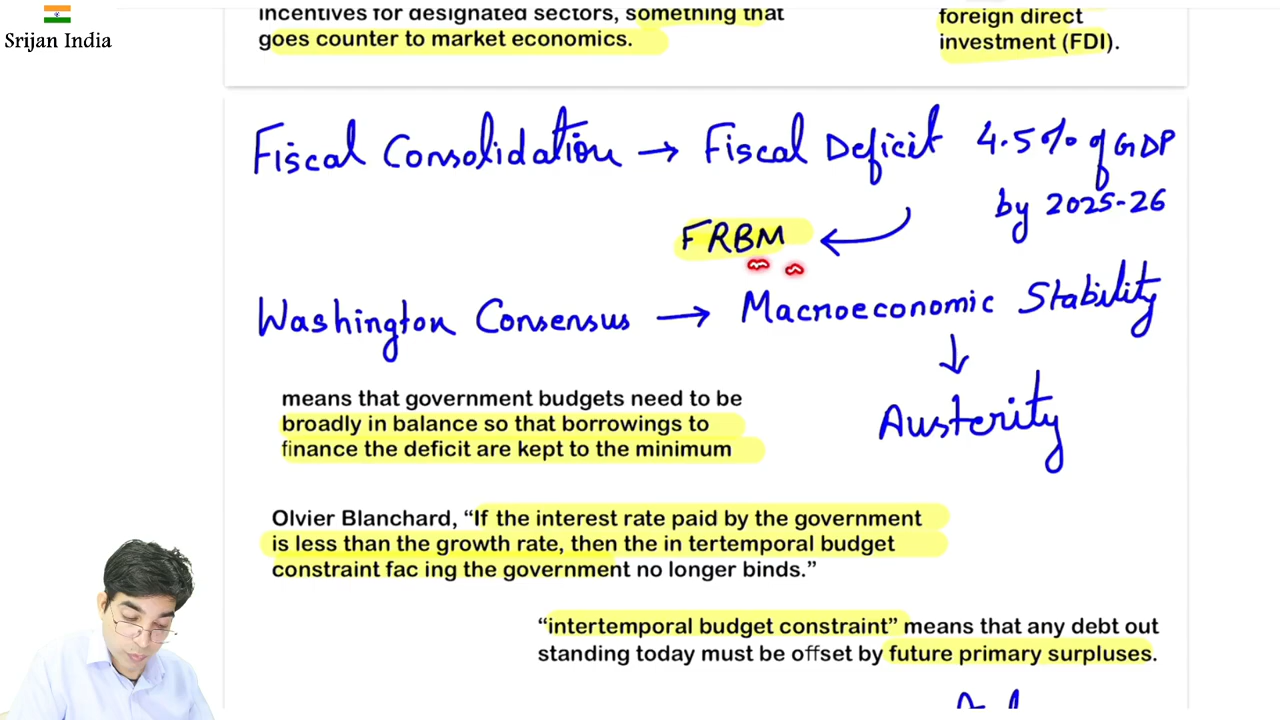 Srijan India
incentives for designated sectors, something that
goes counter to market economics.
foreign direct
investment (FDI).
Fiscal Consolidation → Fiscal Deficit 4.5% of GDP
by 2025-26
FRBM ←
Washington Consensus → Macroeconomic Stability
↓
Austerity
means that government budgets need to be
broadly in balance so that borrowings to
finance the deficit are kept to the minimum
Olvier Blanchard, “If the interest rate paid by the government
is less than the growth rate, then the in tertemporal budget
constraint fac ing the government no longer binds.”
“intertemporal budget constraint” means that any debt out
standing today must be offset by future primary surpluses.